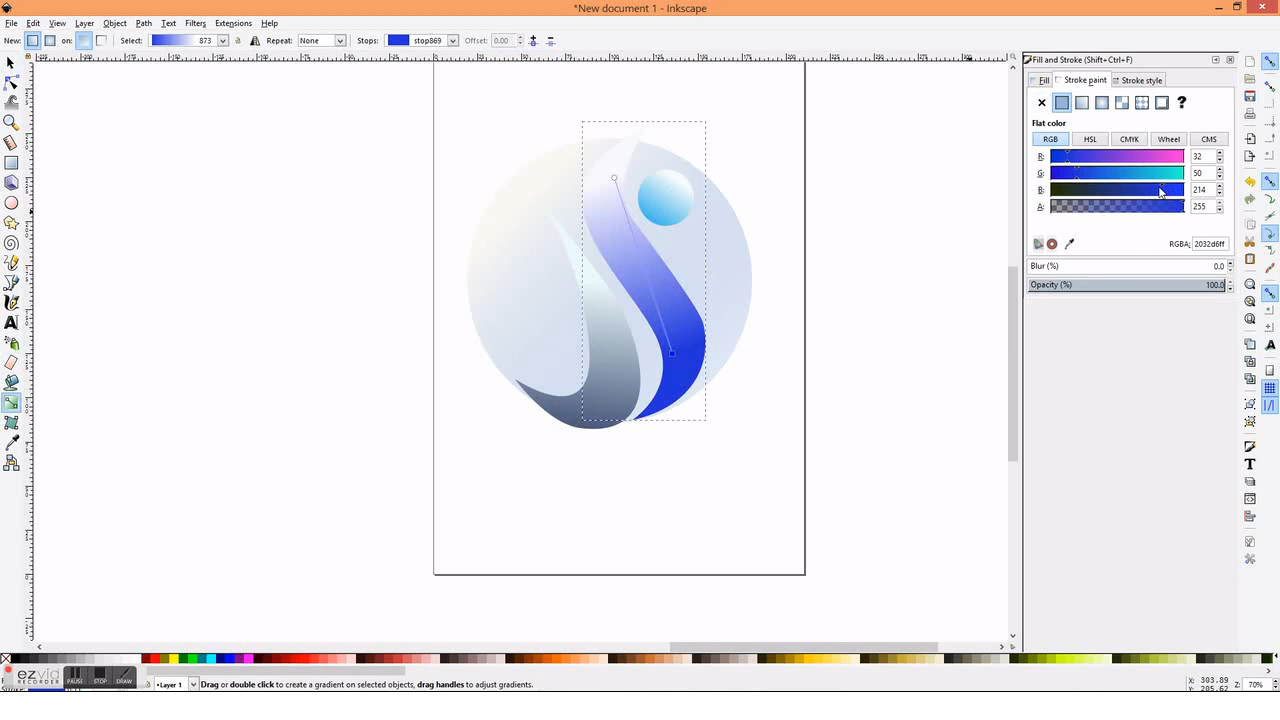 *New document 1 - Inkscape
File Edit View Layer Object Path Text Filters Extensions Help
New: on: Select: 873 Repeat: None Stops: stop869 Offset: 0.00
Fill and Stroke (Shift+Ctrl+F)
Fill Stroke paint Stroke style
?
Flat color
RGB HSL CMYK Wheel CMS
R: 32
G: 50
B: 214
A: 255
RGBA: 2032d6ff
Blur (%) 0.0
Opacity (%) 100.0
ezvid
RECORDER
PAUSE STOP DRAW
Layer 1 Drag or double click to create a gradient on selected objects, drag handles to adjust gradients.
X: 303.89
Y: 205.62
Z: 70%